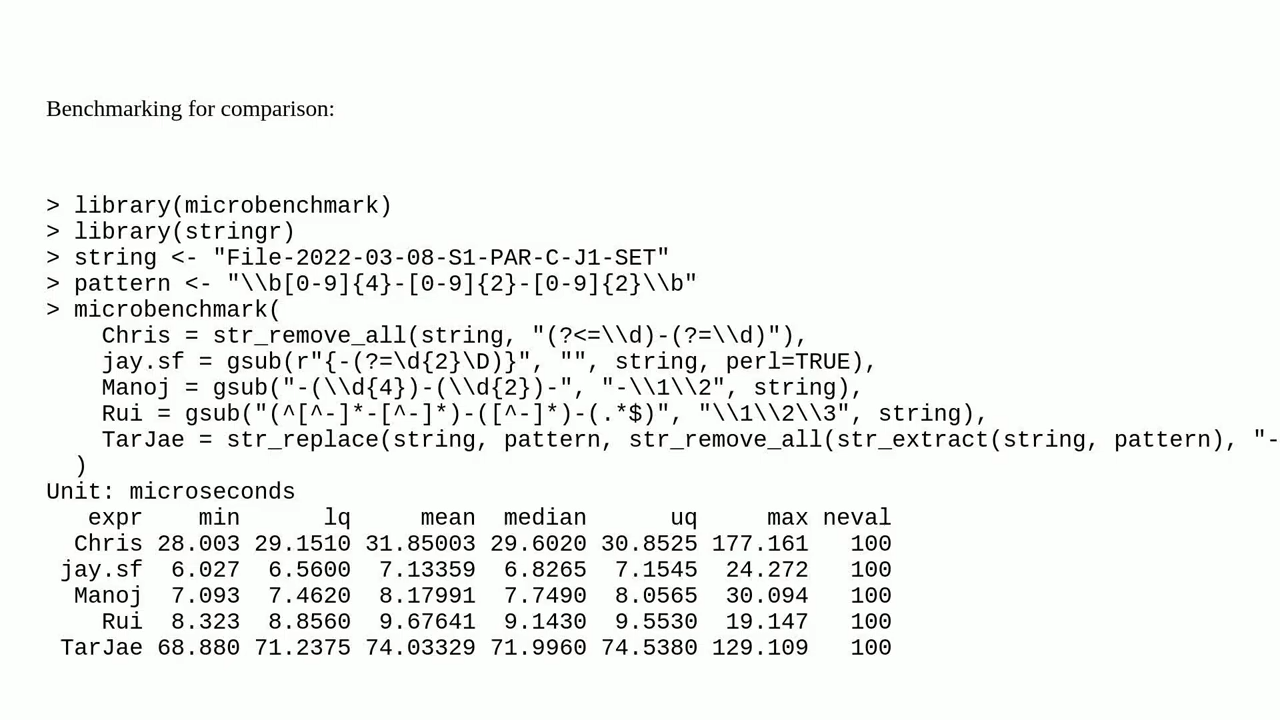 Benchmarking for comparison:
> library(microbenchmark)
> library(stringr)
> string <- "File-2022-03-08-S1-PAR-C-J1-SET"
> pattern <- "\\b[0-9]{4}-[0-9]{2}-[0-9]{2}\\b"
> microbenchmark(
    Chris = str_remove_all(string, "(?<=\\d)-(?=\\d)"),
    jay.sf = gsub(r"{-(?=\d{2}\D)}", "", string, perl=TRUE),
    Manoj = gsub("-(\\d{4})-(\\d{2})-", "-\\1\\2", string),
    Rui = gsub("(^[^-]*-[^-]*)-([^-]*)-(.*$)", "\\1\\2\\3", string),
    TarJae = str_replace(string, pattern, str_remove_all(str_extract(string, pattern), "-
  )
Unit: microseconds
   expr    min      lq     mean  median      uq     max neval
  Chris 28.003 29.1510 31.85003 29.6020 30.8525 177.161   100
 jay.sf  6.027  6.5600  7.13359  6.8265  7.1545  24.272   100
  Manoj  7.093  7.4620  8.17991  7.7490  8.0565  30.094   100
    Rui  8.323  8.8560  9.67641  9.1430  9.5530  19.147   100
 TarJae 68.880 71.2375 74.03329 71.9960 74.5380 129.109   100